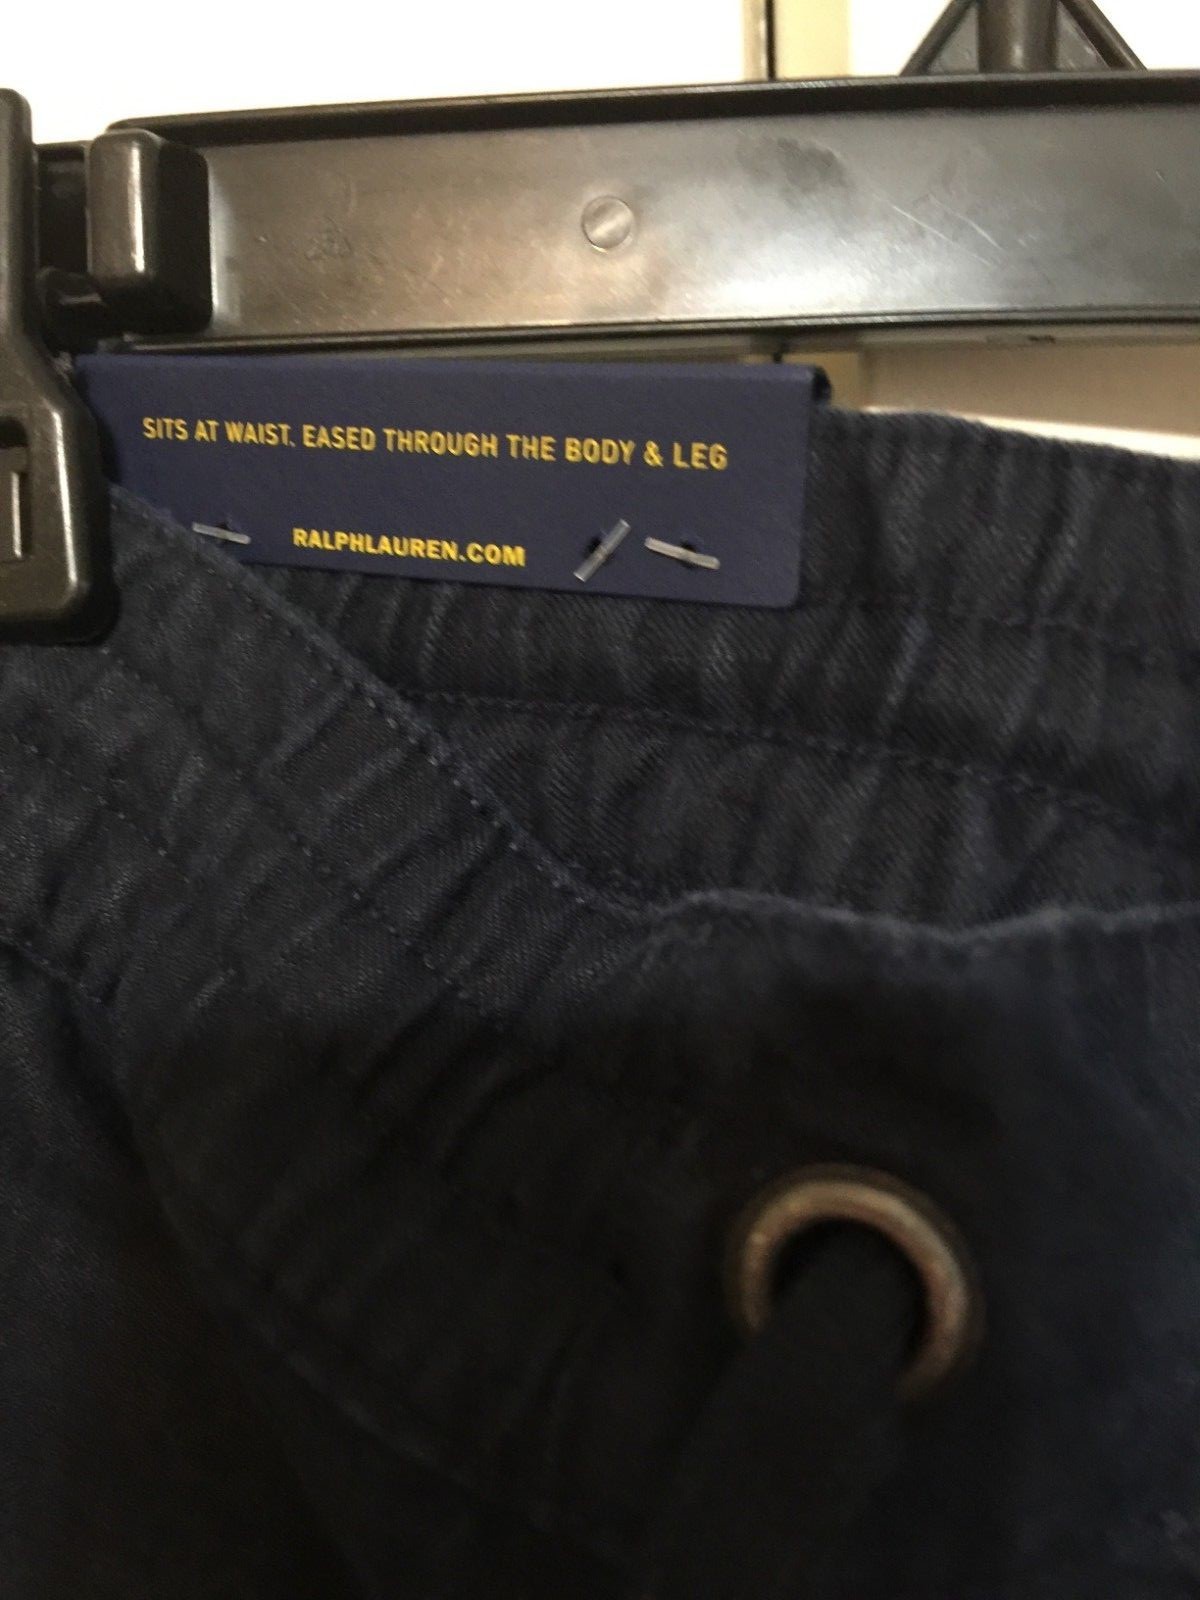 SITS AT WAIST. EASED THROUGH THE BODY & LEG
RALPHLAUREN.COM